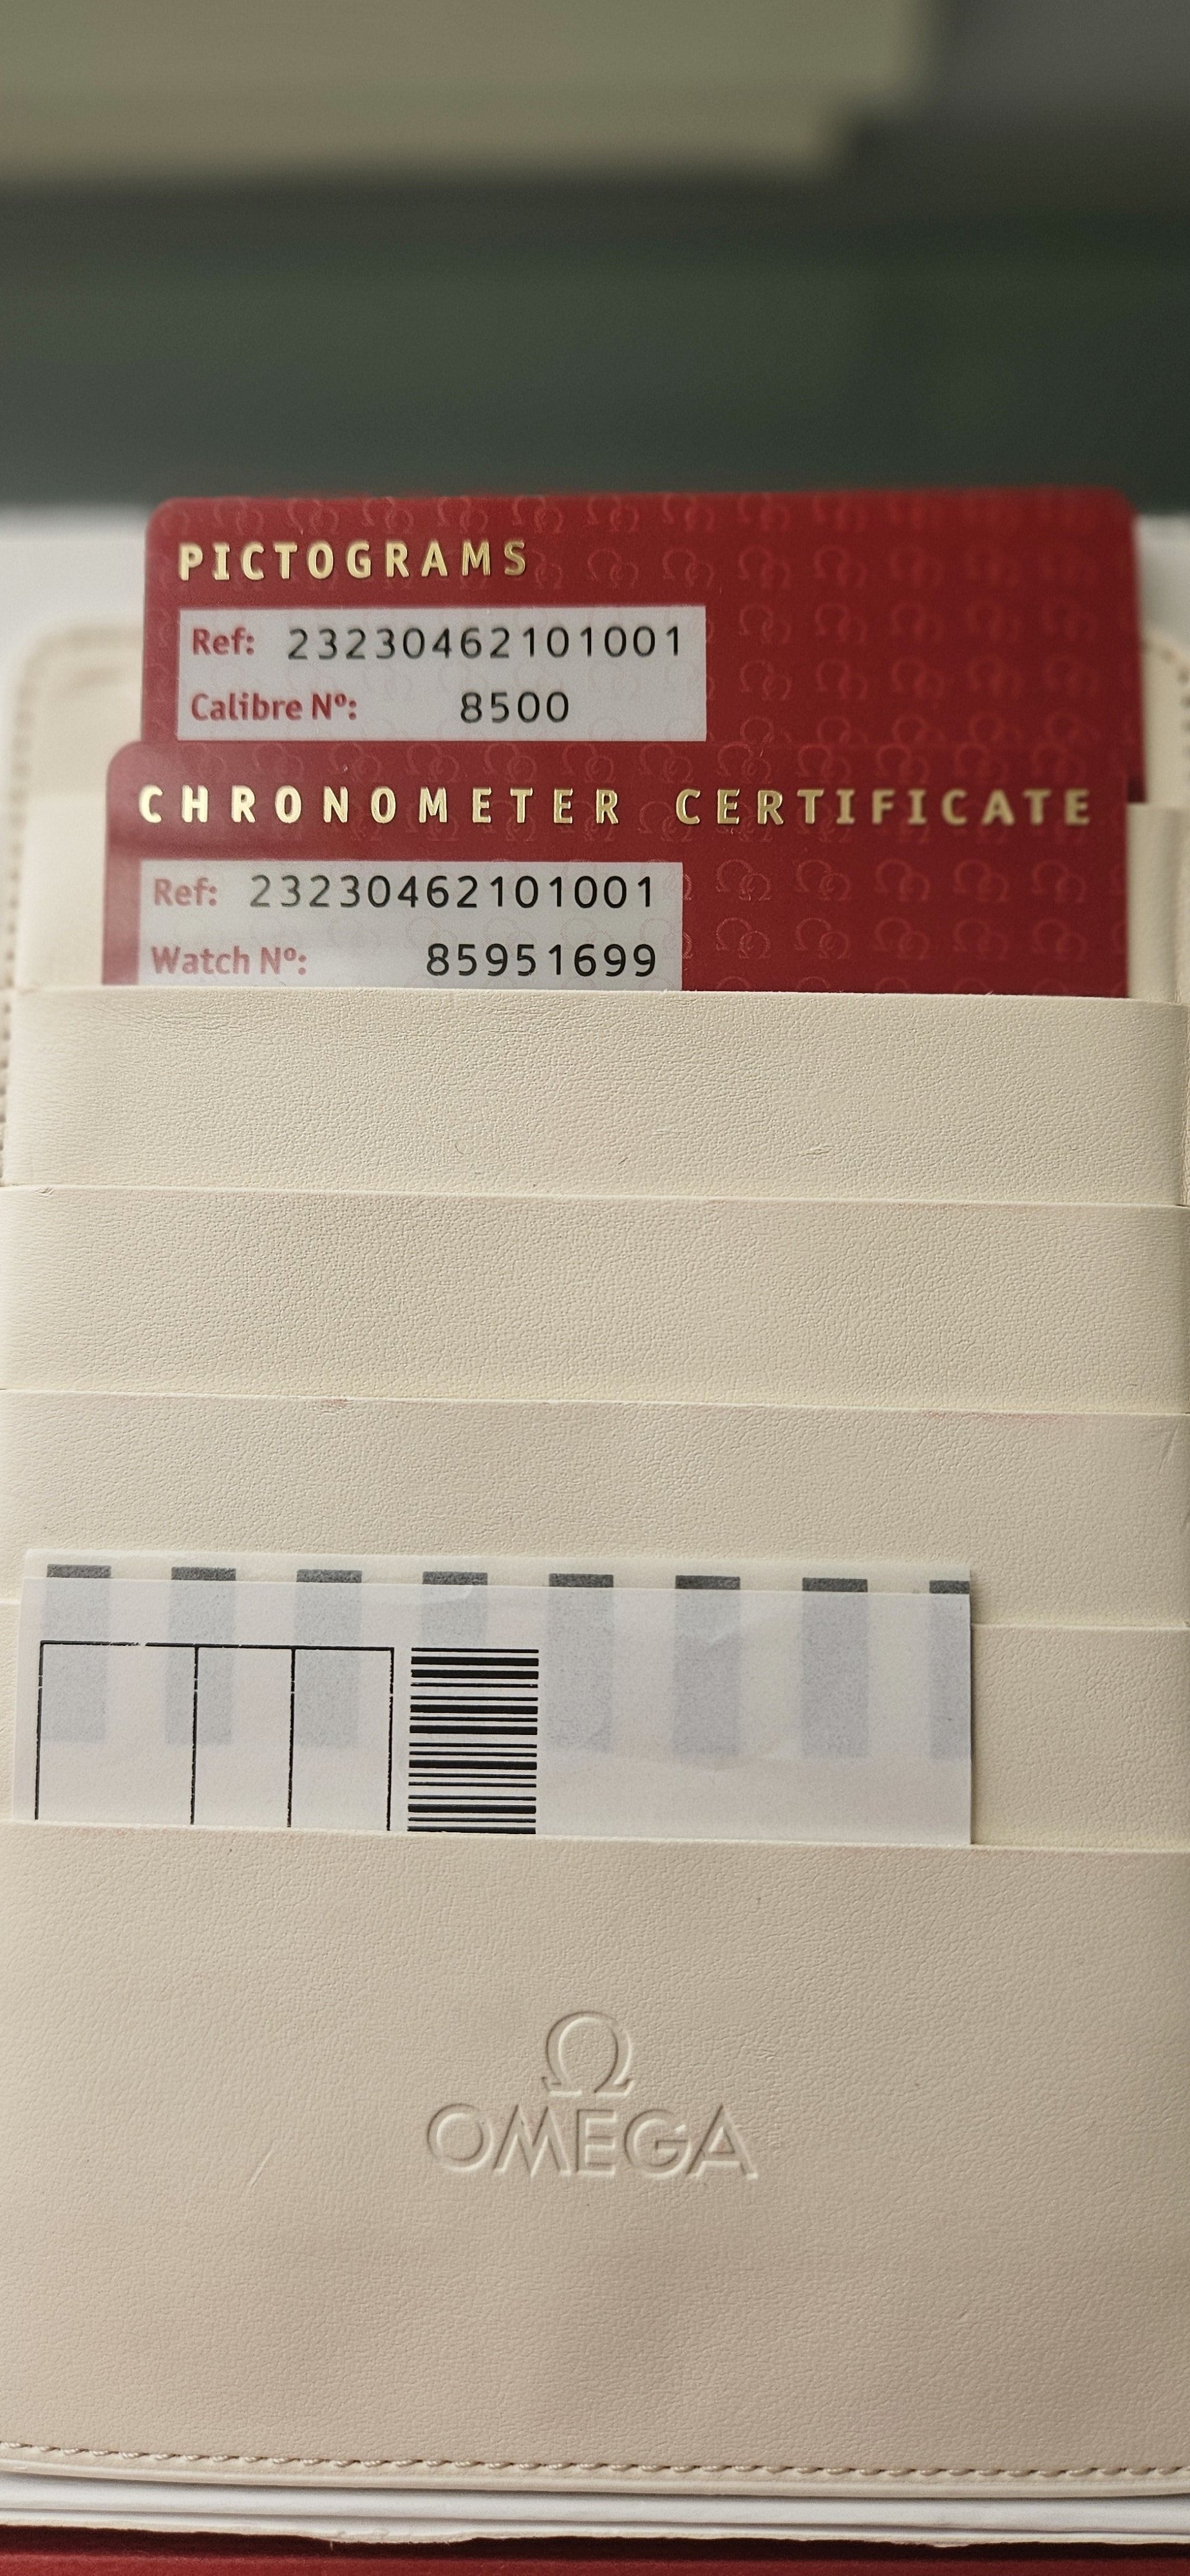 PICTOGRAMS
Ref: 23230462101001
Calibre Nº: 8500
CHRONOMETER CERTIFICATE
Ref: 23230462101001
Watch Nº: 85951699
Ω
OMEGA